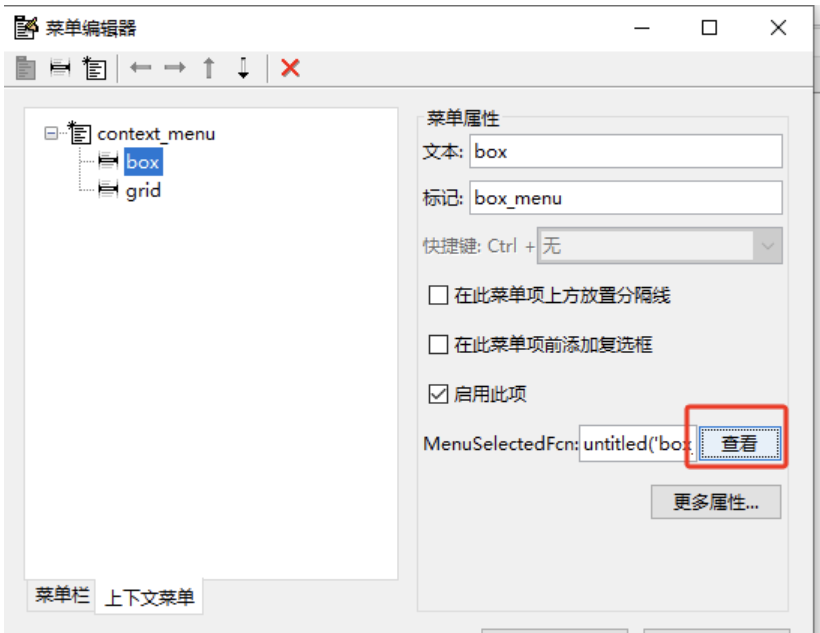 菜单编辑器
context_menu
box
grid
菜单属性
文本: box
标记: box_menu
快捷键: Ctrl + 无
在此菜单项上方放置分隔线
在此菜单项前添加复选框
启用此项
MenuSelectedFcn: untitled('box_ 查看
更多属性...
菜单栏 上下文菜单